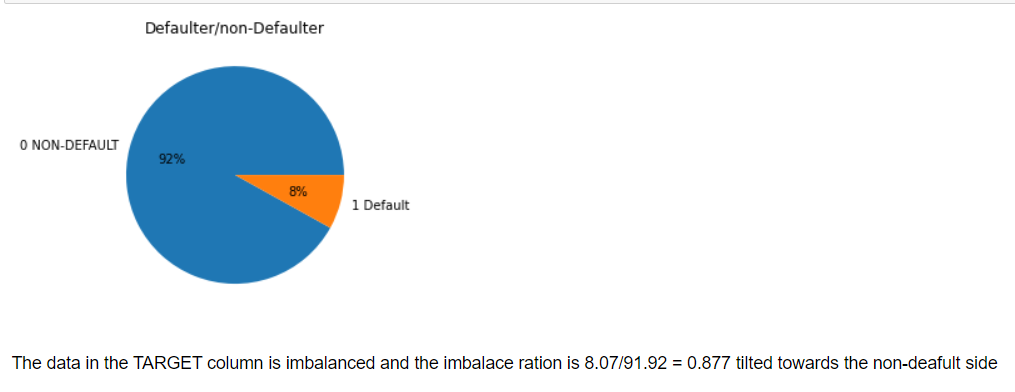 Defaulter/non-Defaulter
0 NON-DEFAULT
92%
8%
1 Default
The data in the TARGET column is imbalanced and the imbalace ration is 8.07/91.92 = 0.877 tilted towards the non-deafult side